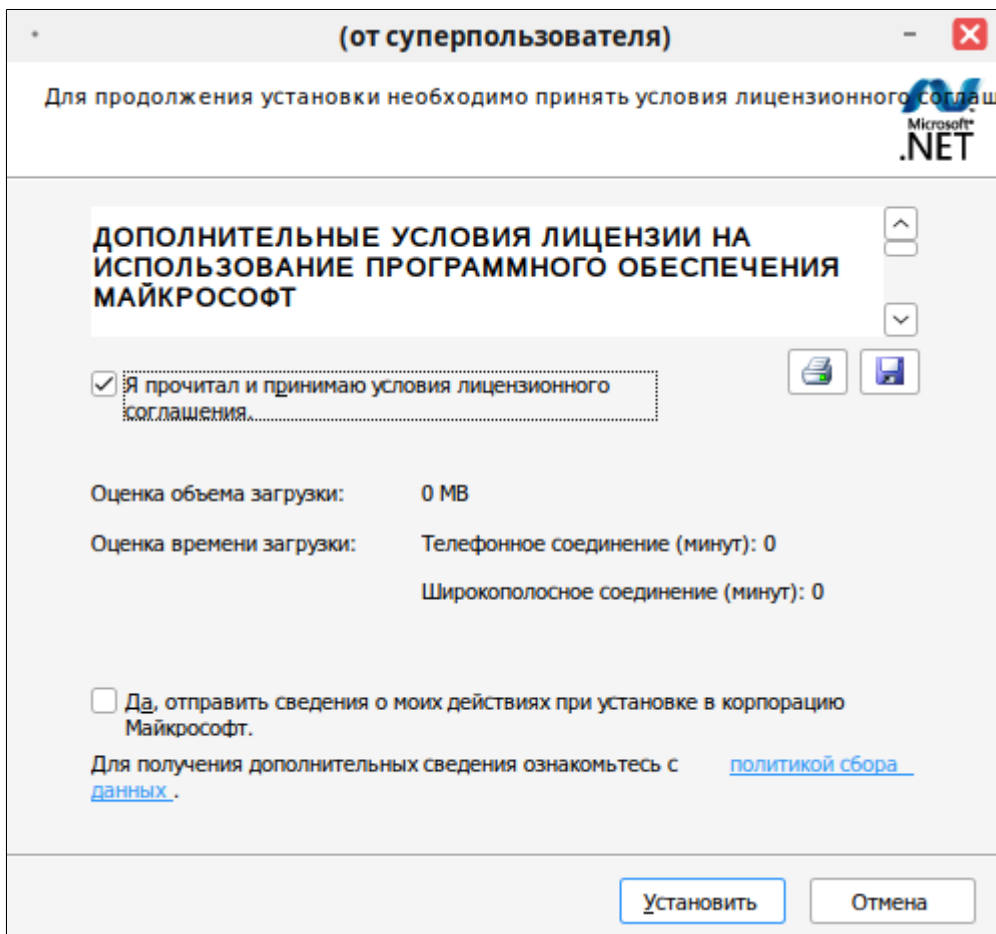 (от суперпользователя)
Для продолжения установки необходимо принять условия лицензионного соглаш
Microsoft
.NET
ДОПОЛНИТЕЛЬНЫЕ УСЛОВИЯ ЛИЦЕНЗИИ НА
ИСПОЛЬЗОВАНИЕ ПРОГРАММНОГО ОБЕСПЕЧЕНИЯ
МАЙКРОСОФТ
Я прочитал и принимаю условия лицензионного
соглашения.
Оценка объема загрузки: 0 MB
Оценка времени загрузки: Телефонное соединение (минут): 0
Широкополосное соединение (минут): 0
Да, отправить сведения о моих действиях при установке в корпорацию
Майкрософт.
Для получения дополнительных сведения ознакомьтесь с политикой сбора
данных .
Установить Отмена